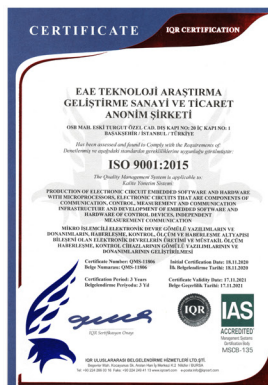 CERTIFICATE
IQR CERTIFICATION
EAE TEKNOLOJİ ARAŞTIRMA
GELİŞTİRME SANAYİ VE TİCARET
ANONİM ŞİRKETİ
OSB MAH. ESKİ TURGUT ÖZEL CAD. DIŞ KAPI NO: 20 İÇ KAPI NO: 1
BAŞAKŞEHİR / İSTANBUL / TÜRKİYE
Has been assessed and found to Comply with the Requirements of
Denetlenmiş ve aşağıdaki standardın gerekliliklerine uygunluğu görülmüştür:
ISO 9001:2015
The Quality Management System is applicable to:
Kalite Yönetim Sistemi:
PRODUCTION OF ELECTRONIC CIRCUIT EMBEDDED SOFTWARE AND HARDWARE
WITH MICROPROCESSORS, ELECTRONIC CIRCUITS THAT ARE COMPONENTS OF
COMMUNICATION, CONTROL, MEASUREMENT AND COMMUNICATION
INFRASTRUCTURE AND DEVELOPMENT OF EMBEDDED SOFTWARE AND
HARDWARE OF CONTROL DEVICES, INDEPENDENT
MEASUREMENT COMMUNICATION
MİKRO İŞLEMCİLİ ELEKTRONİK DEVRE GÖMÜLÜ YAZILIMLARIN VE
DONANIMLARIN, HABERLEŞME, KONTROL, ÖLÇÜM VE HABERLEŞME ALTYAPISI
BİLEŞENİ OLAN ELEKTRONİK DEVRELERİN ÜRETİMİ VE MÜSTAKİL ÖLÇÜM
HABERLEŞME, KONTROL CİHAZLARININ GÖMÜLÜ YAZILIMLARININ VE
DONANIMLARININ GELİŞTİRİLMESİ
Certificate Number: QMS-11806 Initial Certification Date: 18.11.2020
Belge Numarası: QMS-11806 İlk Belgelendirme Tarihi: 18.11.2020
Certification Period: 3 Years Certificate Validity Date: 17.11.2021
Belgelendirme Periyodu: 3 Yıl Belge Geçerlilik Tarihi: 17.11.2021
IQR Sertifikasyon Onayı
IQR
IAS
ACCREDITED
Management Systems
Certification Body
MSCB-135
IQR ULUSLARARASI BELGELENDİRME HİZMETLERİ LTD.ŞTİ.